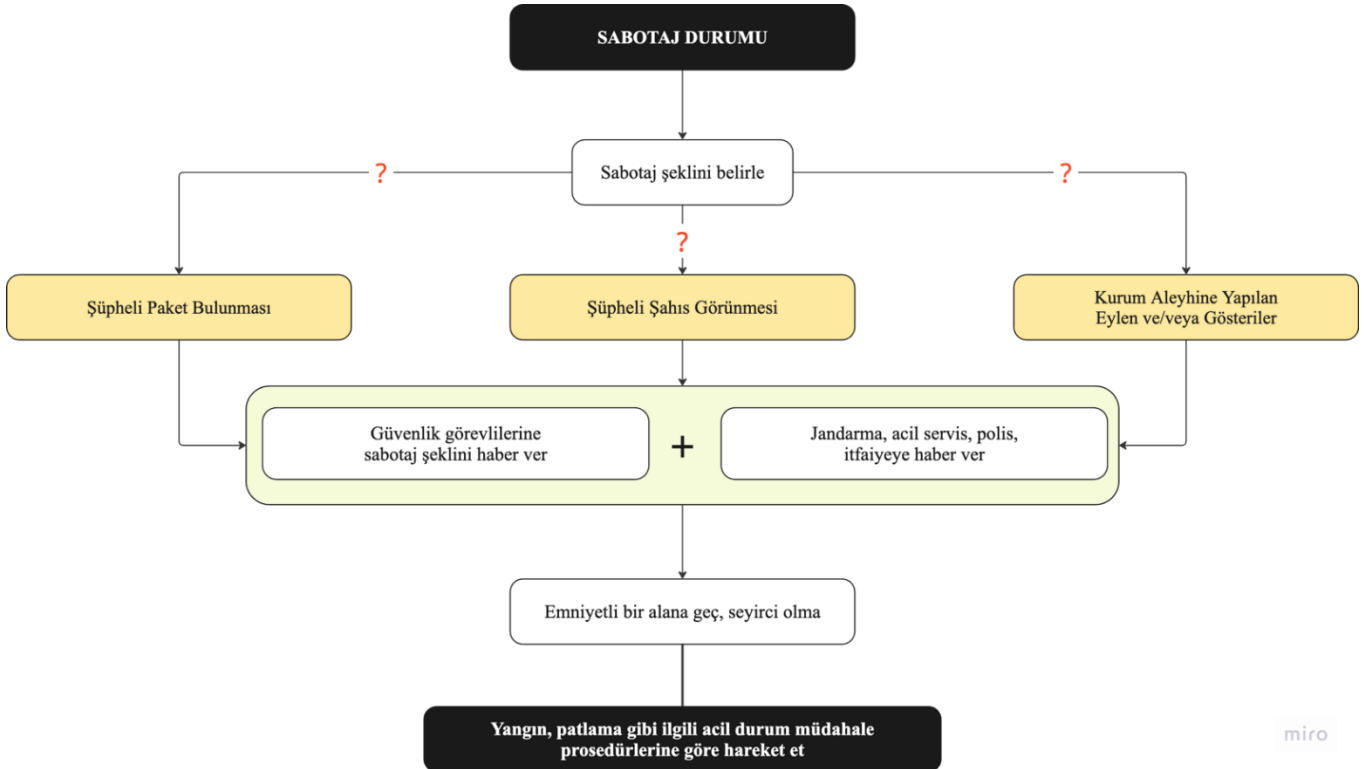 SABOTAJ DURUMU
Sabotaj şeklini belirle
?
?
?
Şüpheli Paket Bulunması
Şüpheli Şahıs Görünmesi
Kurum Aleyhine Yapılan
Eylen ve/veya Gösteriler
Güvenlik görevlilerine
sabotaj şeklini haber ver
+
Jandarma, acil servis, polis,
itfaiyeye haber ver
Emniyetli bir alana geç, seyirci olma
Yangın, patlama gibi ilgili acil durum müdahale
prosedürlerine göre hareket et
miro